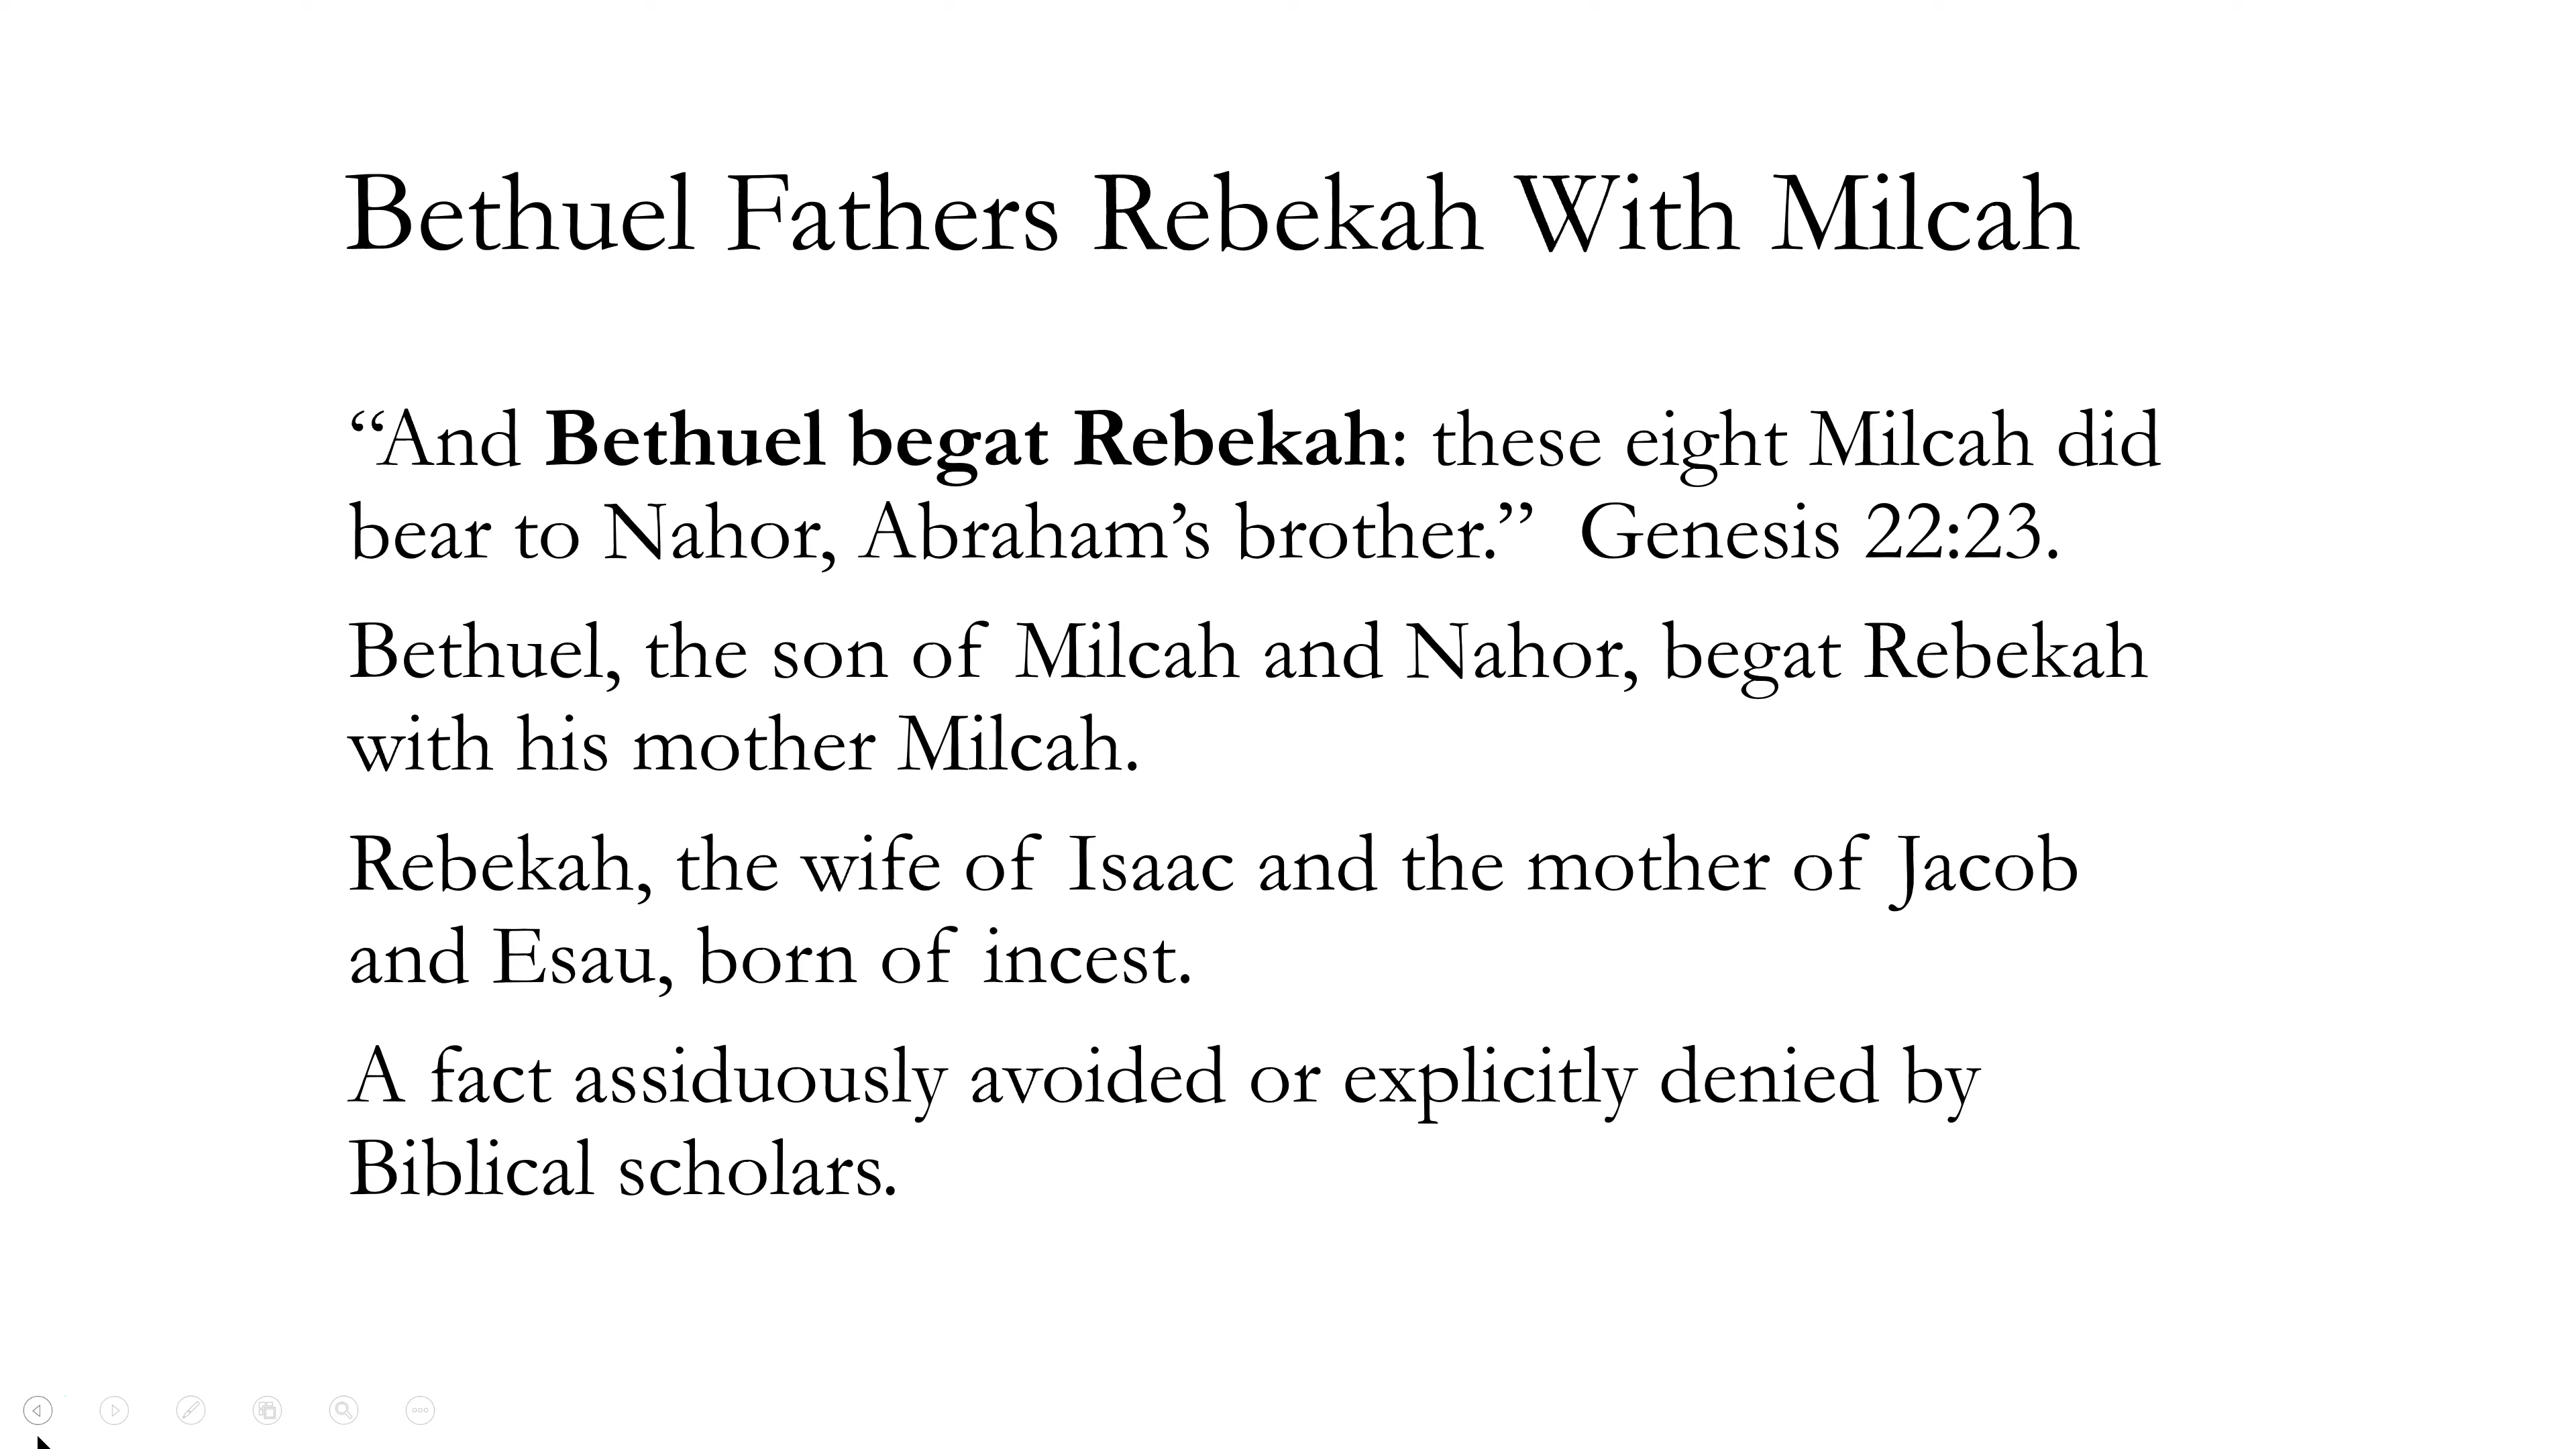 Bethuel Fathers Rebekah With Milcah
“And Bethuel begat Rebekah: these eight Milcah did
bear to Nahor, Abraham’s brother.”  Genesis 22:23.
Bethuel, the son of Milcah and Nahor, begat Rebekah
with his mother Milcah.
Rebekah, the wife of Isaac and the mother of Jacob
and Esau, born of incest.
A fact assiduously avoided or explicitly denied by
Biblical scholars.